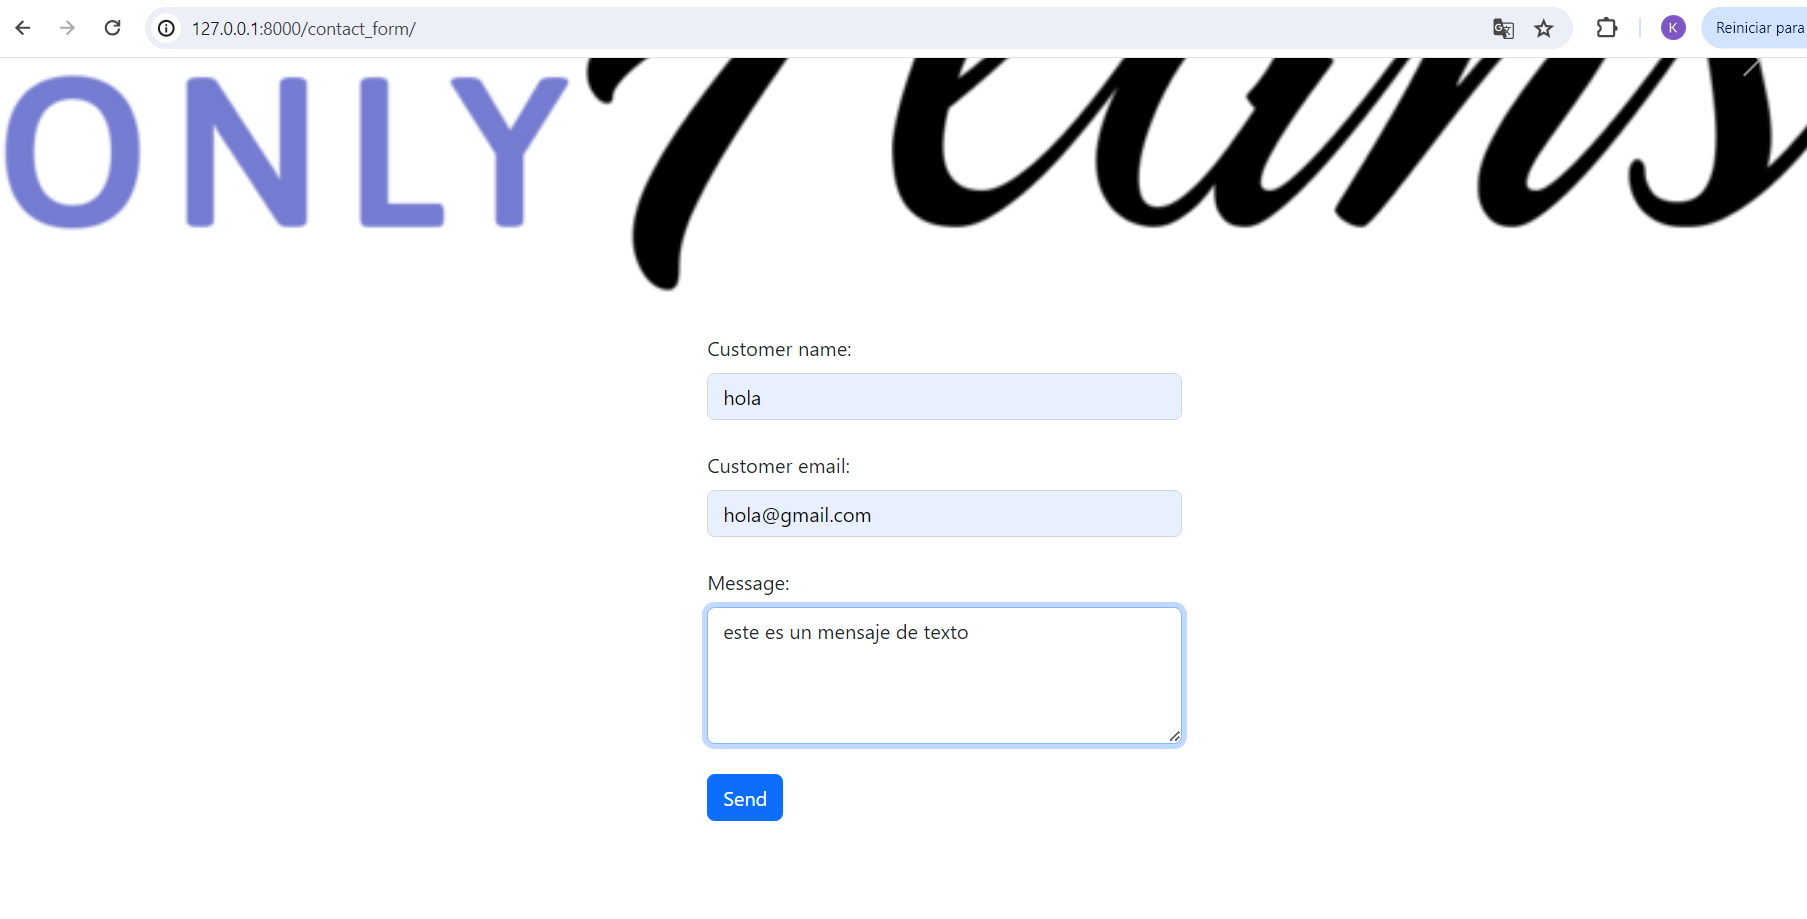 127.0.0.1:8000/contact_form/
K
Reiniciar para
ONLY
Customer name:
hola
Customer email:
hola@gmail.com
Message:
este es un mensaje de texto
Send